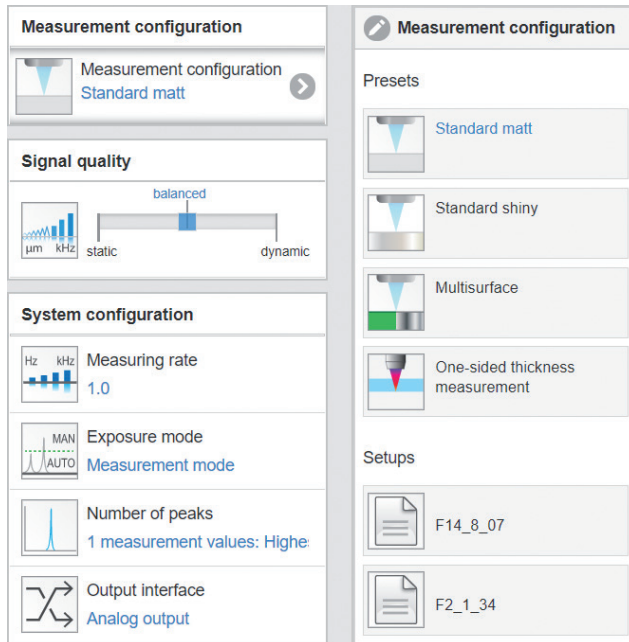 Measurement configuration
Measurement configuration
Standard matt
Signal quality
balanced
µm kHz
static
dynamic
System configuration
Hz kHz
Measuring rate
1.0
MAN
AUTO
Exposure mode
Measurement mode
Number of peaks
1 measurement values: Highe
Output interface
Analog output
Measurement configuration
Presets
Standard matt
Standard shiny
Multisurface
One-sided thickness
measurement
Setups
F14_8_07
F2_1_34